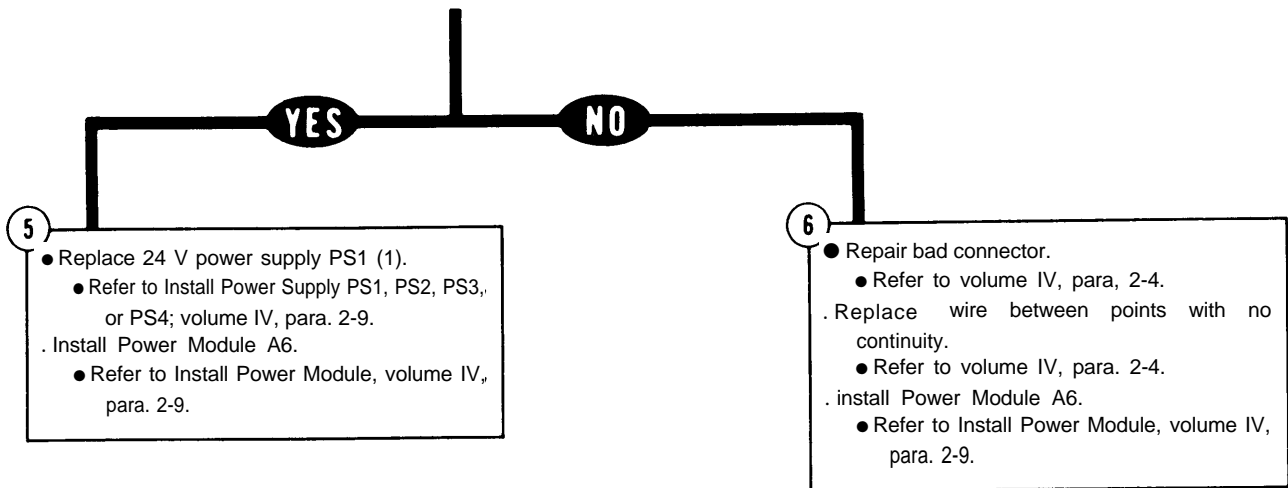 YES
NO
5
● Replace 24 V power supply PS1 (1).
● Refer to Install Power Supply PS1, PS2, PS3,
or PS4; volume IV, para. 2-9.
. Install Power Module A6.
● Refer to Install Power Module, volume IV,
para. 2-9.
6
● Repair bad connector.
● Refer to volume IV, para, 2-4.
. Replace wire between points with no
continuity.
● Refer to volume IV, para. 2-4.
. install Power Module A6.
● Refer to Install Power Module, volume IV,
para. 2-9.